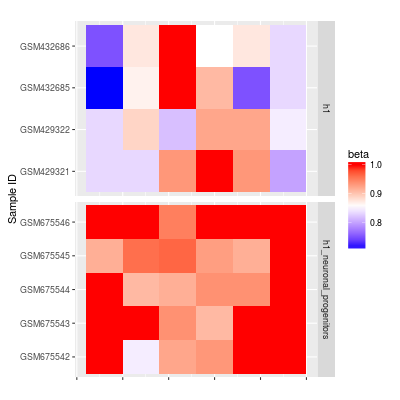 Sample ID
GSM432686
GSM432685
GSM429322
GSM429321
h1
GSM675546
GSM675545
GSM675544
GSM675543
GSM675542
h1_neuronal_progenitors
beta
1.0
0.9
0.8